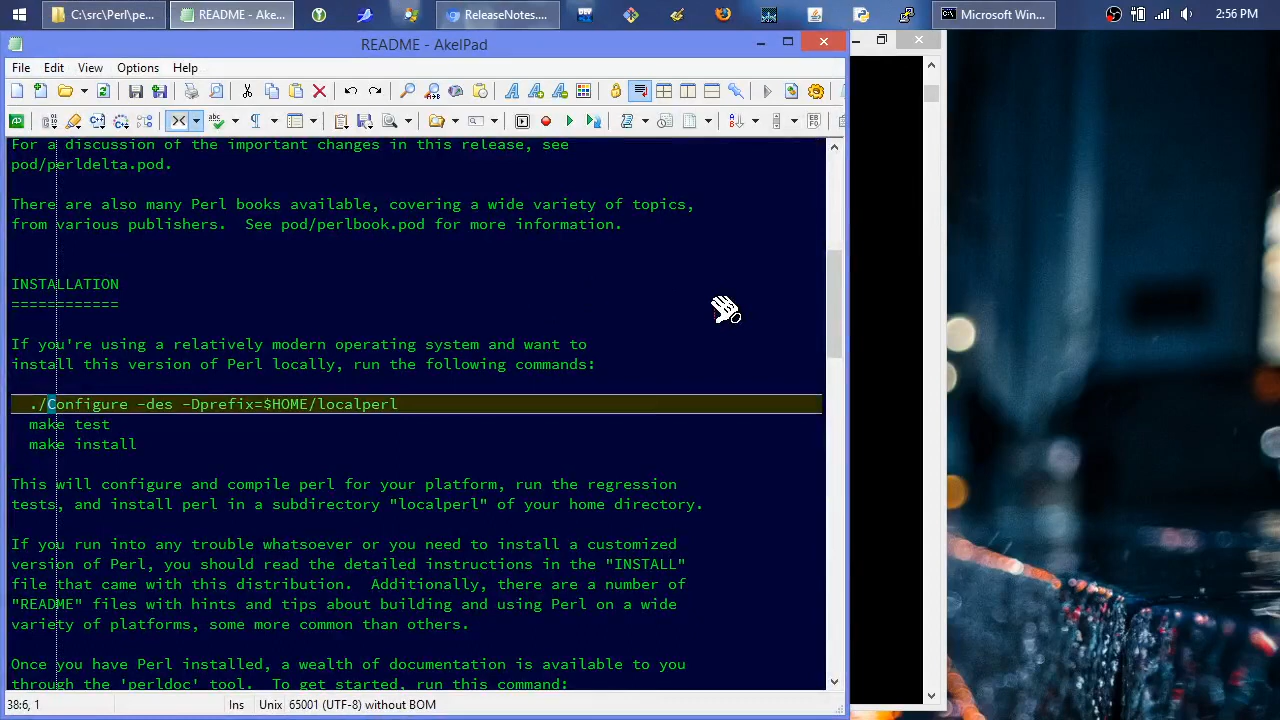 C:\src\Perl\pe...
README - Ake...
ReleaseNotes....
Microsoft Win...
2:56 PM
README - AkelPad
File Edit View Options Help
For a discussion of the important changes in this release, see
pod/perldelta.pod.
There are also many Perl books available, covering a wide variety of topics,
from various publishers.  See pod/perlbook.pod for more information.
INSTALLATION
============
If you're using a relatively modern operating system and want to
install this version of Perl locally, run the following commands:
./Configure -des -Dprefix=$HOME/localperl
make test
make install
This will configure and compile perl for your platform, run the regression
tests, and install perl in a subdirectory "localperl" of your home directory.
If you run into any trouble whatsoever or you need to install a customized
version of Perl, you should read the detailed instructions in the "INSTALL"
file that came with this distribution.  Additionally, there are a number of
"README" files with hints and tips about building and using Perl on a wide
variety of platforms, some more common than others.
Once you have Perl installed, a wealth of documentation is available to you
through the 'perldoc' tool.  To get started, run this command:
Unix